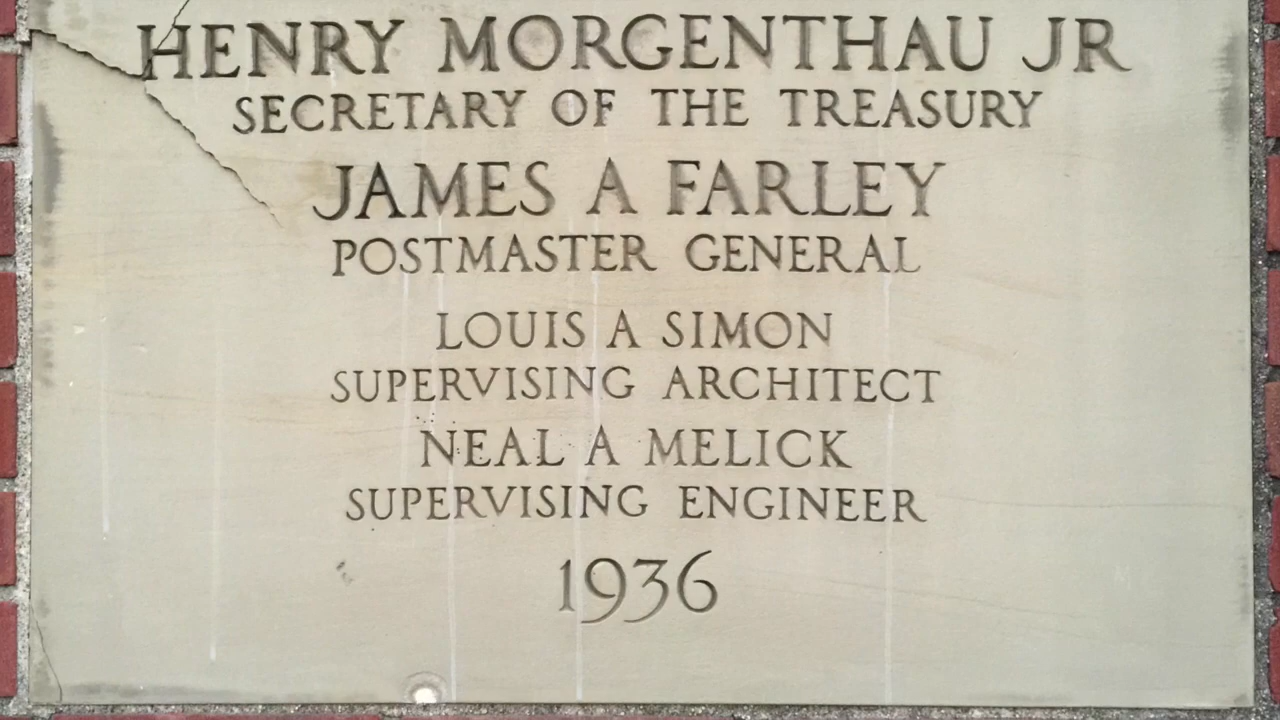 HENRY MORGENTHAU JR
SECRETARY OF THE TREASURY
JAMES A FARLEY
POSTMASTER GENERAL
LOUIS A SIMON
SUPERVISING ARCHITECT
NEAL A MELICK
SUPERVISING ENGINEER
1936